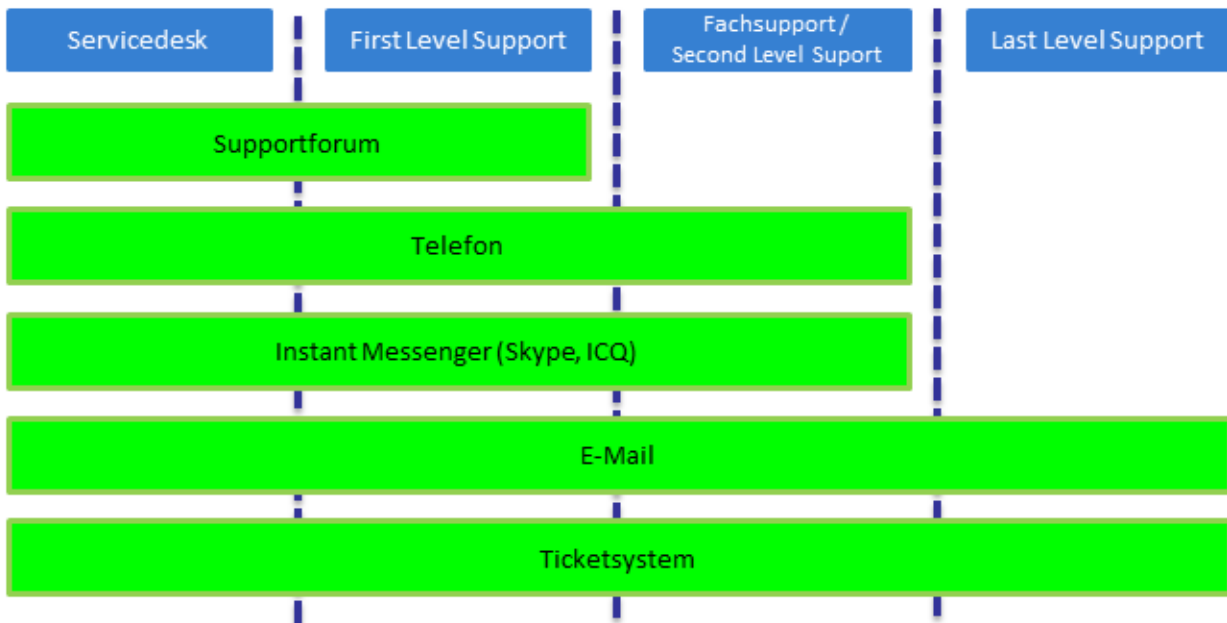 Servicedesk
First Level Support
Fachsupport /
Second Level Suport
Last Level Support
Supportforum
Telefon
Instant Messenger (Skype, ICQ)
E-Mail
Ticketsystem